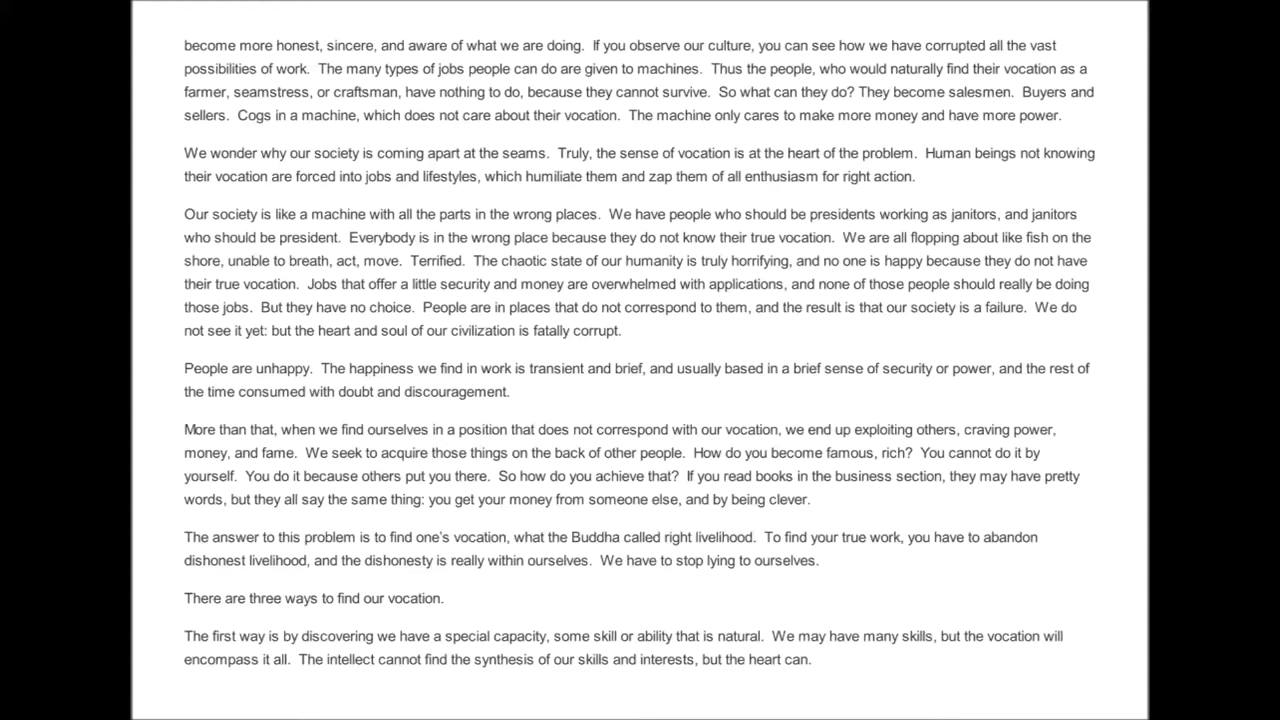 become more honest, sincere, and aware of what we are doing.  If you observe our culture, you can see how we have corrupted all the vast
possibilities of work.  The many types of jobs people can do are given to machines.  Thus the people, who would naturally find their vocation as a
farmer, seamstress, or craftsman, have nothing to do, because they cannot survive.  So what can they do? They become salesmen.  Buyers and
sellers.  Cogs in a machine, which does not care about their vocation.  The machine only cares to make more money and have more power.
We wonder why our society is coming apart at the seams.  Truly, the sense of vocation is at the heart of the problem.  Human beings not knowing
their vocation are forced into jobs and lifestyles, which humiliate them and zap them of all enthusiasm for right action.
Our society is like a machine with all the parts in the wrong places.  We have people who should be presidents working as janitors, and janitors
who should be president.  Everybody is in the wrong place because they do not know their true vocation.  We are all flopping about like fish on the
shore, unable to breath, act, move.  Terrified.  The chaotic state of our humanity is truly horrifying, and no one is happy because they do not have
their true vocation.  Jobs that offer a little security and money are overwhelmed with applications, and none of those people should really be doing
those jobs.  But they have no choice.  People are in places that do not correspond to them, and the result is that our society is a failure.  We do
not see it yet: but the heart and soul of our civilization is fatally corrupt.
People are unhappy.  The happiness we find in work is transient and brief, and usually based in a brief sense of security or power, and the rest of
the time consumed with doubt and discouragement.
More than that, when we find ourselves in a position that does not correspond with our vocation, we end up exploiting others, craving power,
money, and fame.  We seek to acquire those things on the back of other people.  How do you become famous, rich?  You cannot do it by
yourself.  You do it because others put you there.  So how do you achieve that?  If you read books in the business section, they may have pretty
words, but they all say the same thing: you get your money from someone else, and by being clever.
The answer to this problem is to find one’s vocation, what the Buddha called right livelihood.  To find your true work, you have to abandon
dishonest livelihood, and the dishonesty is really within ourselves.  We have to stop lying to ourselves.
There are three ways to find our vocation.
The first way is by discovering we have a special capacity, some skill or ability that is natural.  We may have many skills, but the vocation will
encompass it all.  The intellect cannot find the synthesis of our skills and interests, but the heart can.